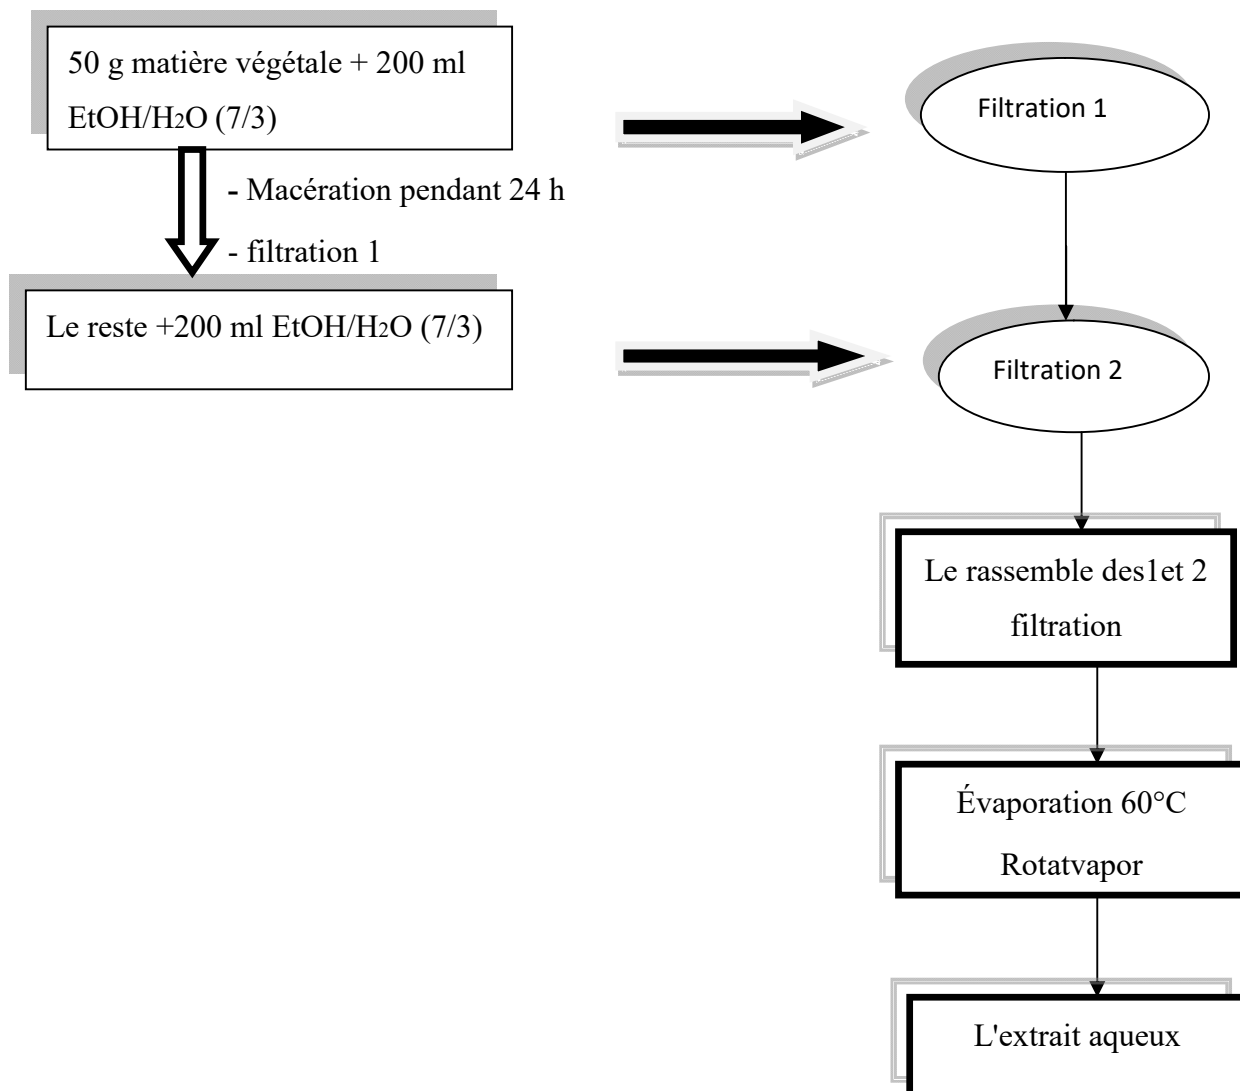 50 g matière végétale + 200 ml
EtOH/H2O (7/3)
- Macération pendant 24 h
- filtration 1
Le reste +200 ml EtOH/H2O (7/3)
Filtration 1
Filtration 2
Le rassemble des1et 2
filtration
Évaporation 60°C
Rotatvapor
L'extrait aqueux